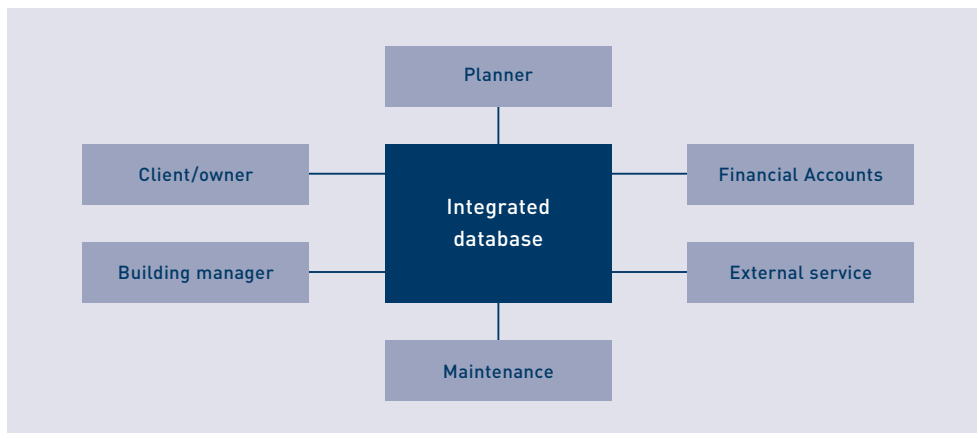 Planner
Client/owner
Integrated
database
Financial Accounts
Building manager
External service
Maintenance